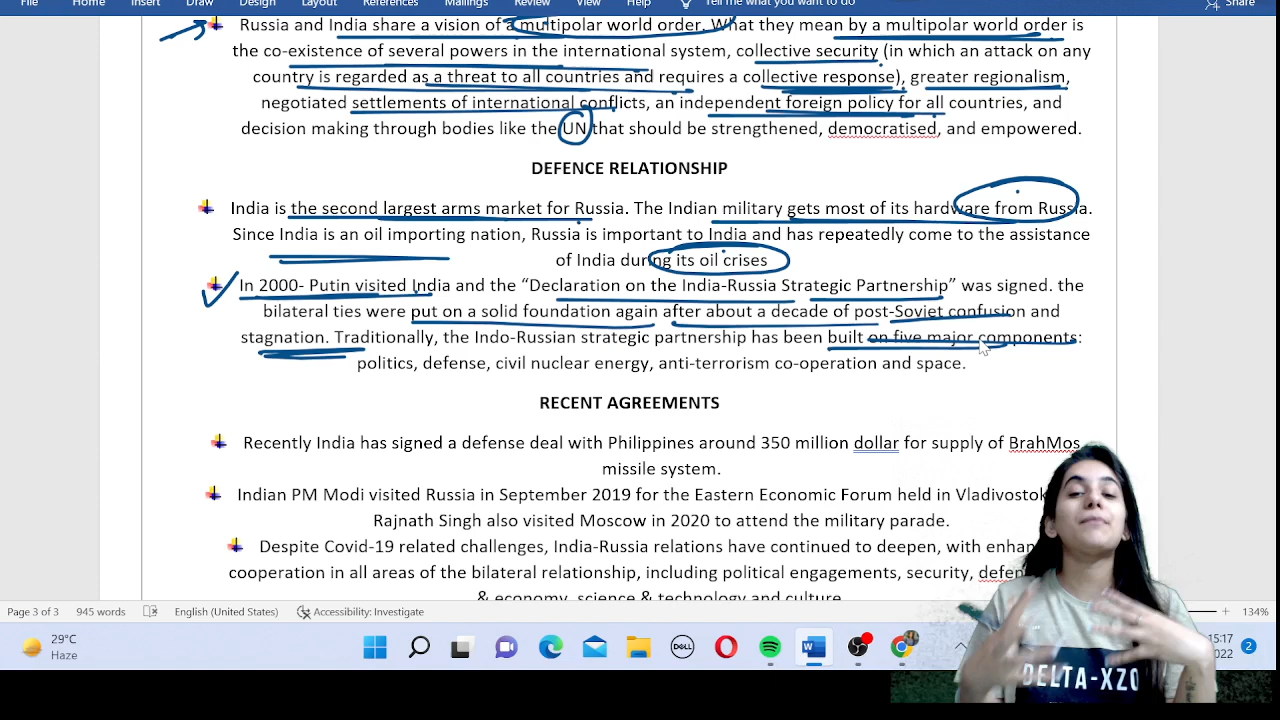 File Home Insert Draw Design Layout References Mailings Review View Help Tell me what you want to do Share
Russia and India share a vision of a multipolar world order. What they mean by a multipolar world order is
the co-existence of several powers in the international system, collective security (in which an attack on any
country is regarded as a threat to all countries and requires a collective response), greater regionalism,
negotiated settlements of international conflicts, an independent foreign policy for all countries, and
decision making through bodies like the UN that should be strengthened, democratised, and empowered.
DEFENCE RELATIONSHIP
India is the second largest arms market for Russia. The Indian military gets most of its hardware from Russia.
Since India is an oil importing nation, Russia is important to India and has repeatedly come to the assistance
of India during its oil crises
In 2000- Putin visited India and the “Declaration on the India-Russia Strategic Partnership” was signed. the
bilateral ties were put on a solid foundation again after about a decade of post-Soviet confusion and
stagnation. Traditionally, the Indo-Russian strategic partnership has been built on five major components:
politics, defense, civil nuclear energy, anti-terrorism co-operation and space.
RECENT AGREEMENTS
Recently India has signed a defense deal with Philippines around 350 million dollar for supply of BrahMos
missile system.
Indian PM Modi visited Russia in September 2019 for the Eastern Economic Forum held in Vladivostok
Rajnath Singh also visited Moscow in 2020 to attend the military parade.
Despite Covid-19 related challenges, India-Russia relations have continued to deepen, with enhan
cooperation in all areas of the bilateral relationship, including political engagements, security, defen
& economy, science & technology and culture
Page 3 of 3 945 words English (United States) Accessibility: Investigate 134%
29°C
Haze
DELL
15:17
2022
2
DELTA-XZO